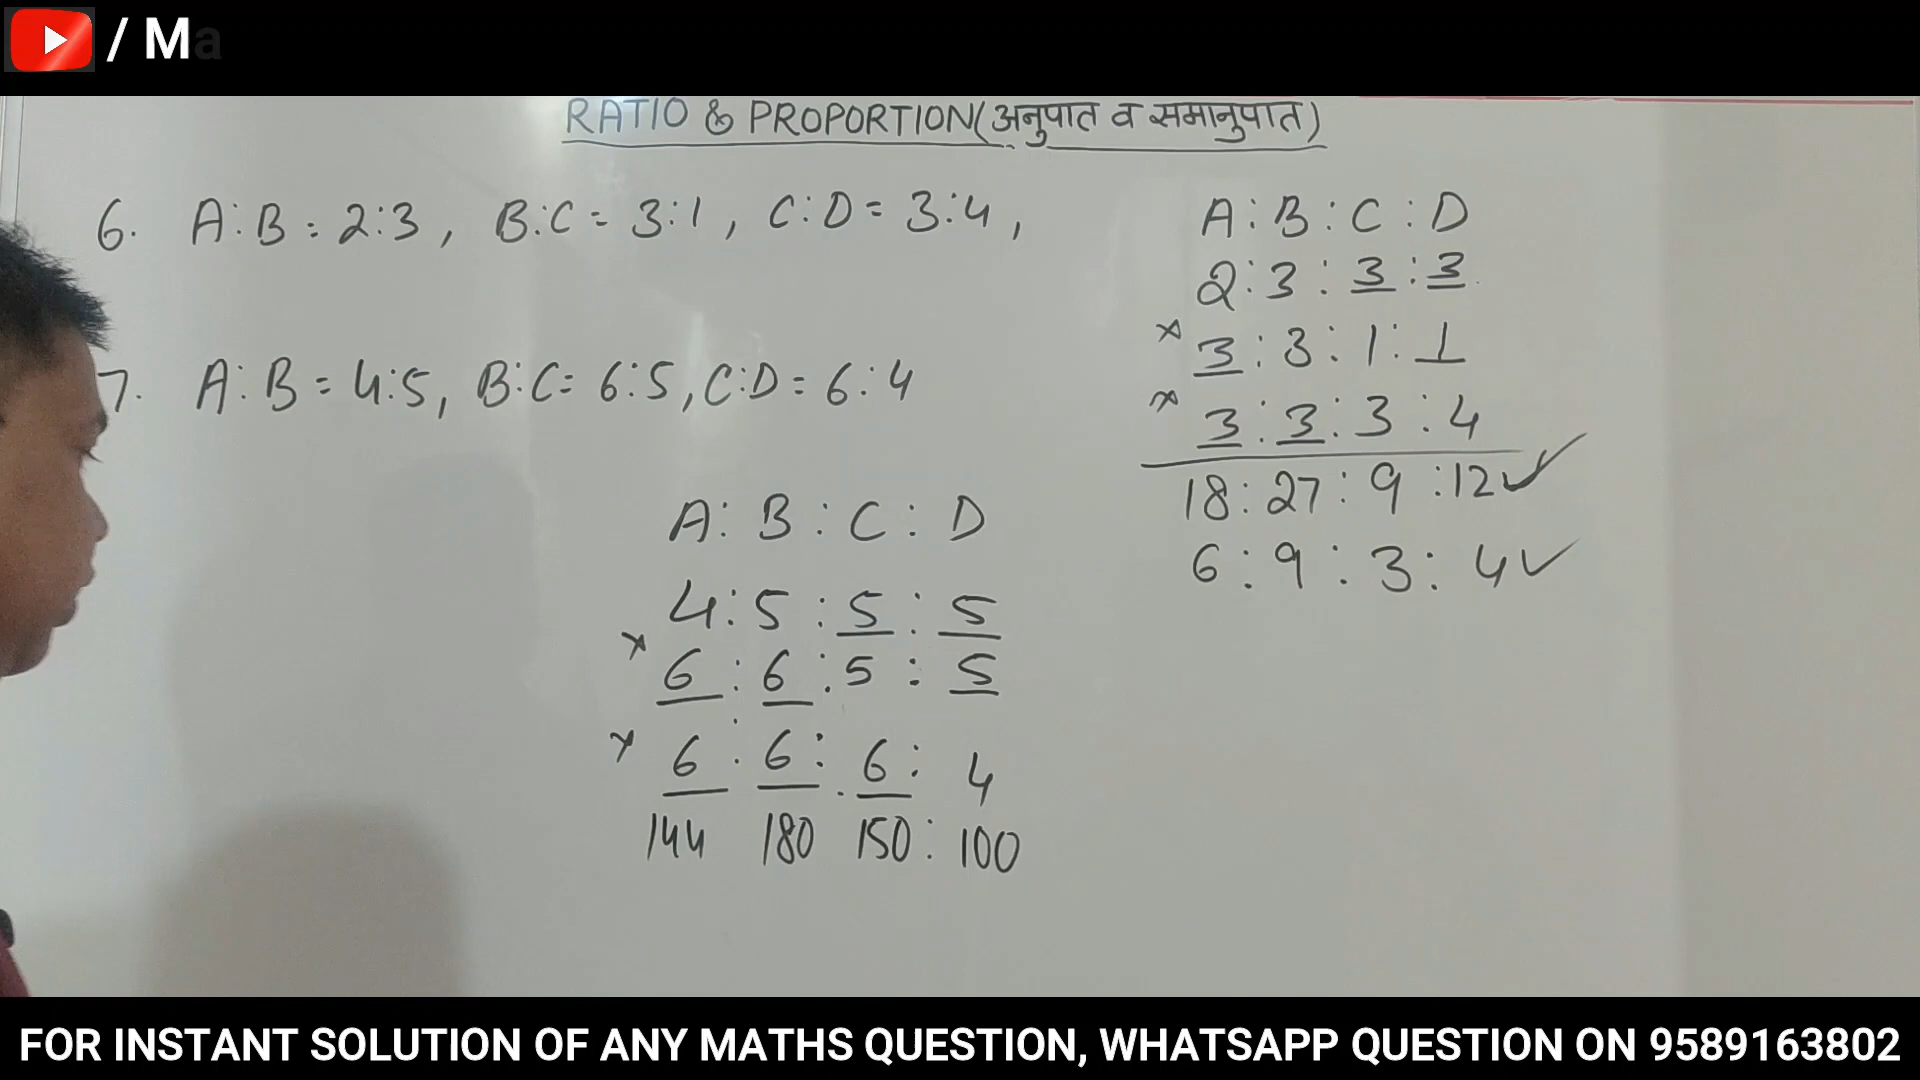 / Ma
RATIO & PROPORTION(अनुपात व समानुपात)
6. A:B = 2:3, B:C = 3:1, C:D = 3:4,
A:B:C:D
2:3:3:3
× 3:3:1:1
× 3:3:3:4
18:27:9:12✓
6:9:3:4✓
7. A:B = 4:5, B:C = 6:5, C:D = 6:4
A:B:C:D
4:5:5:5
× 6:6:5:5
× 6:6:6:4
144 180 150:100
FOR INSTANT SOLUTION OF ANY MATHS QUESTION, WHATSAPP QUESTION ON 9589163802